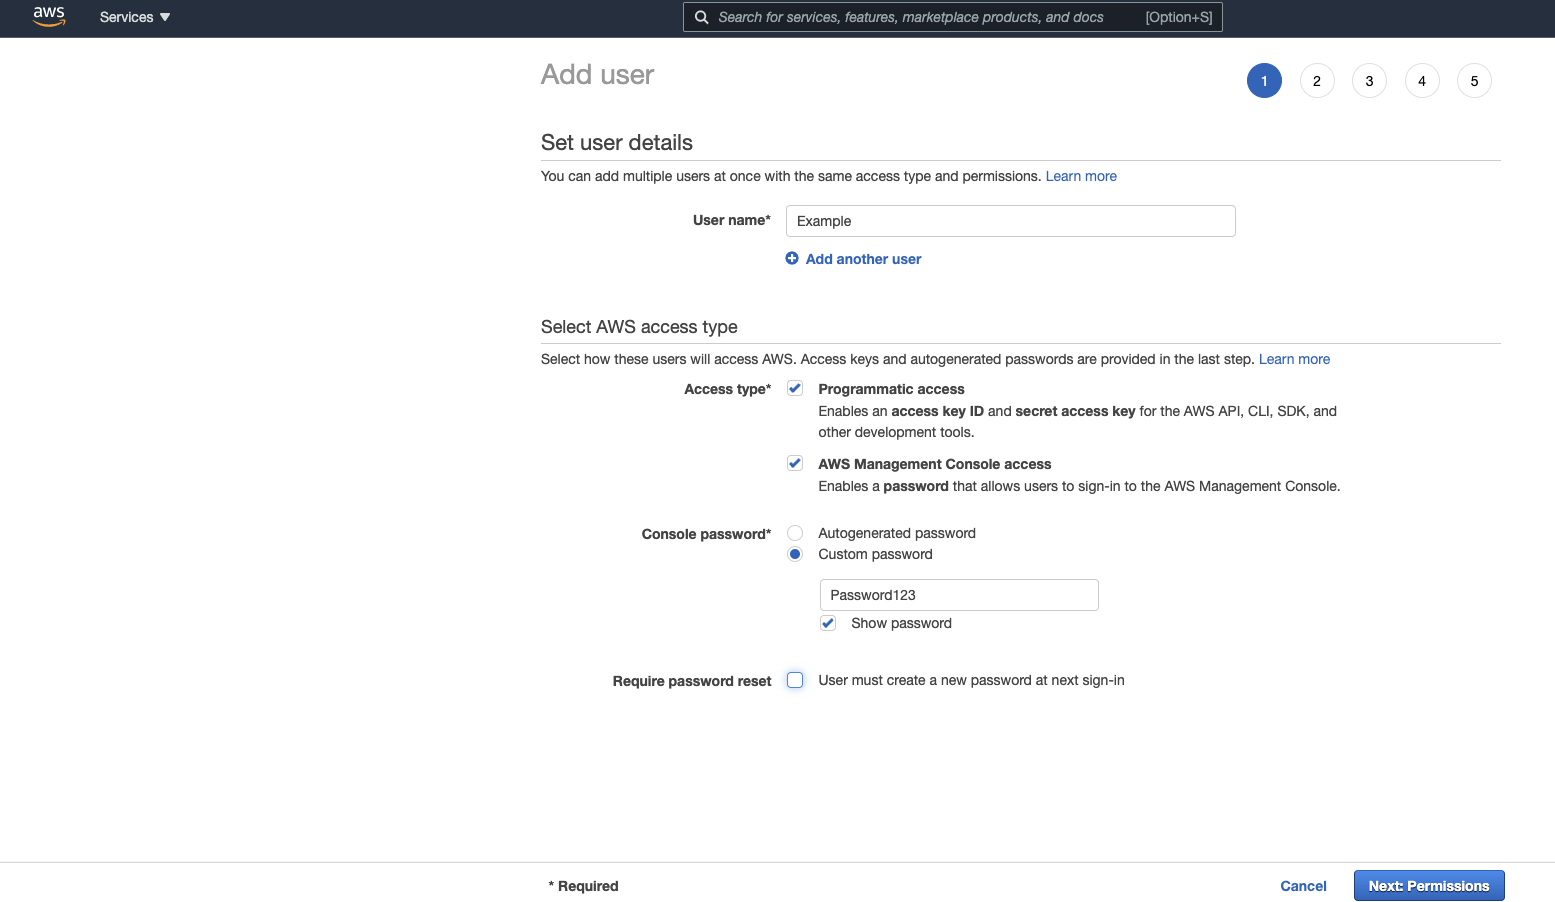 aws Services Search for services, features, marketplace products, and docs [Option+S]
Add user 1 2 3 4 5
Set user details
You can add multiple users at once with the same access type and permissions. Learn more
User name* Example
Add another user
Select AWS access type
Select how these users will access AWS. Access keys and autogenerated passwords are provided in the last step. Learn more
Access type* Programmatic access
Enables an access key ID and secret access key for the AWS API, CLI, SDK, and
other development tools.
AWS Management Console access
Enables a password that allows users to sign-in to the AWS Management Console.
Console password* Autogenerated password
Custom password
Password123
Show password
Require password reset User must create a new password at next sign-in
* Required Cancel Next: Permissions